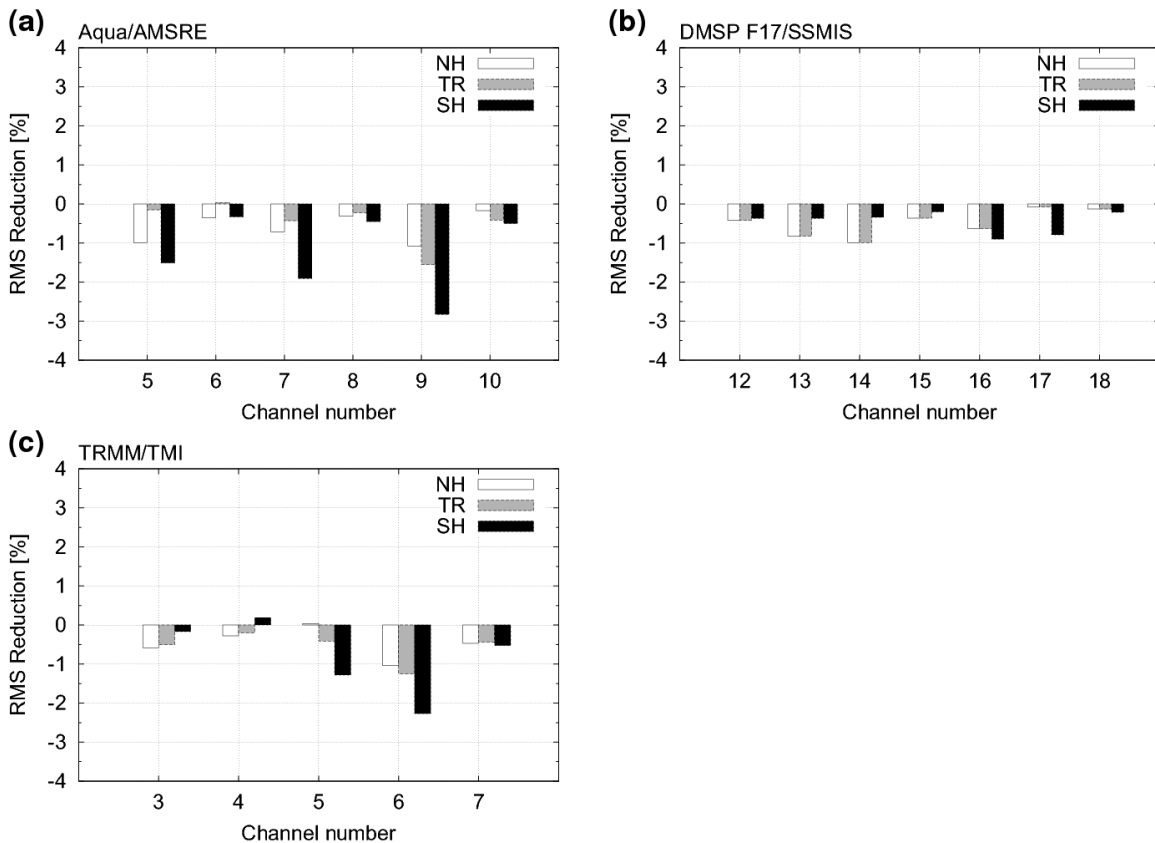 (a)
Aqua/AMSRE
NH
TR
SH
RMS Reduction [%]
4
3
2
1
0
-1
-2
-3
-4
5 6 7 8 9 10
Channel number
(b)
DMSP F17/SSMIS
NH
TR
SH
RMS Reduction [%]
4
3
2
1
0
-1
-2
-3
-4
12 13 14 15 16 17 18
Channel number
(c)
TRMM/TMI
NH
TR
SH
RMS Reduction [%]
4
3
2
1
0
-1
-2
-3
-4
3 4 5 6 7
Channel number